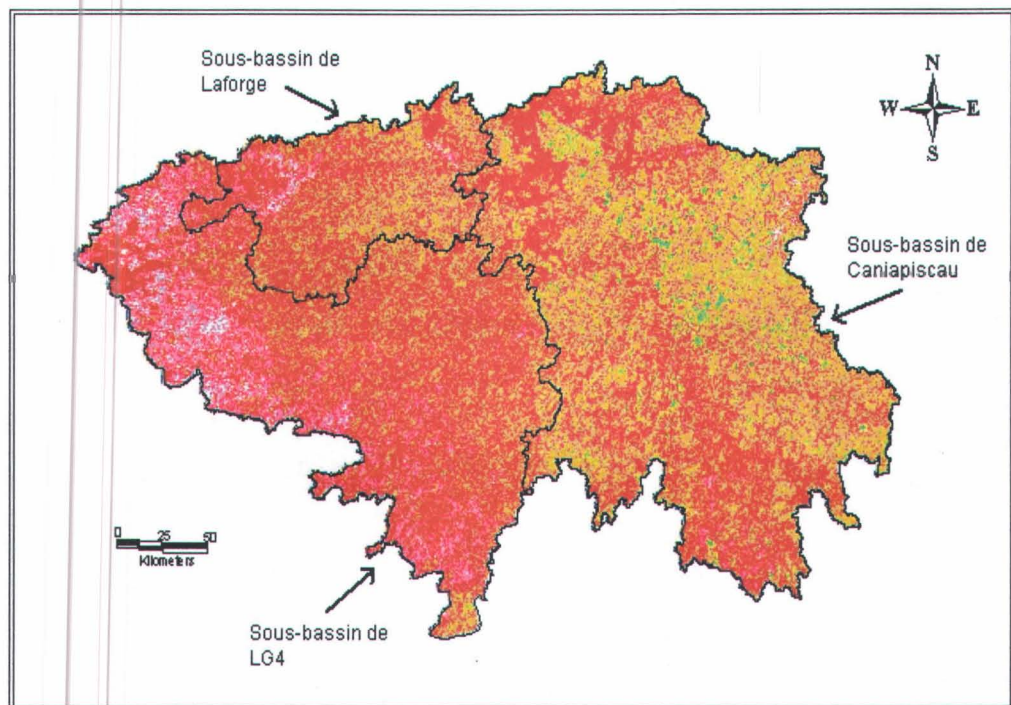 Sous-bassin de
Laforge
N
W E
S
Sous-bassin de
Caniapiscau
0 25 50
Kilometers
Sous-bassin de
LG4